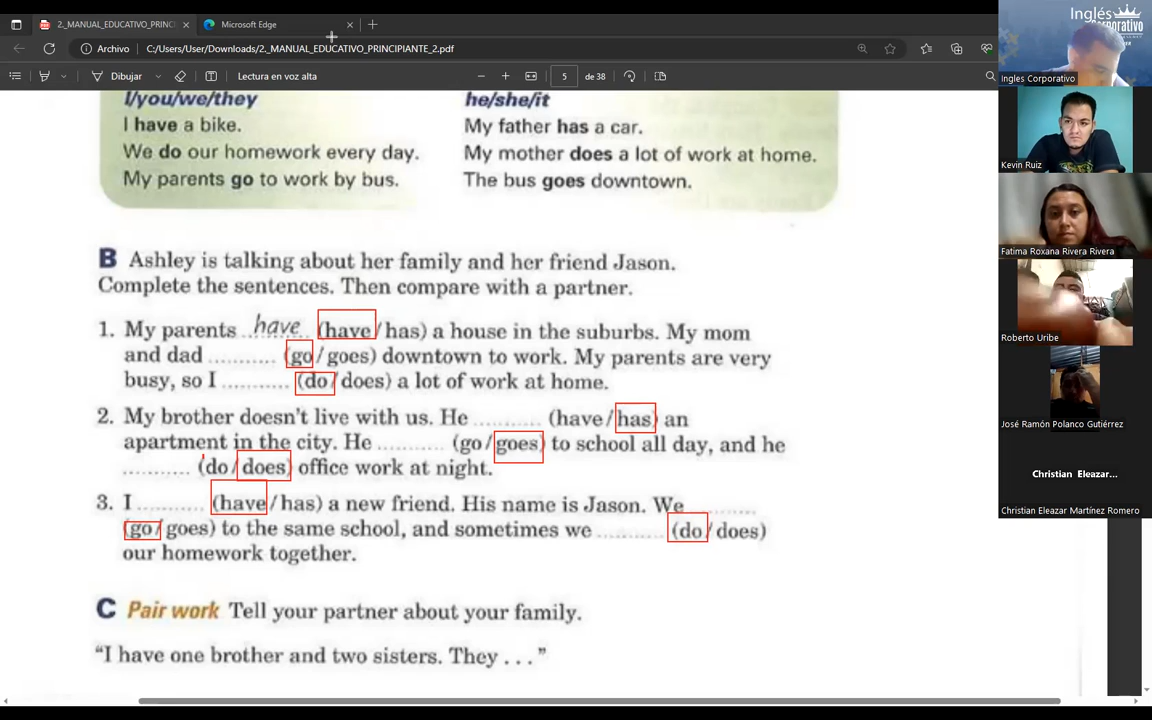 2._MANUAL_EDUCATIVO_PRINC
Microsoft Edge
Archivo
C:/Users/User/Downloads/2._MANUAL_EDUCATIVO_PRINCIPIANTE_2.pdf
Dibujar
Lectura en voz alta
5
de 38
I/you/we/they
I have a bike.
We do our homework every day.
My parents go to work by bus.
he/she/it
My father has a car.
My mother does a lot of work at home.
The bus goes downtown.
B Ashley is talking about her family and her friend Jason.
Complete the sentences. Then compare with a partner.
1. My parents ..have.. (have/has) a house in the suburbs. My mom
and dad ........... (go/goes) downtown to work. My parents are very
busy, so I ........... (do/does) a lot of work at home.
2. My brother doesn't live with us. He ........... (have/has) an
apartment in the city. He ........... (go/goes) to school all day, and he
........... (do/does) office work at night.
3. I ........... (have/has) a new friend. His name is Jason. We ...........
(go/goes) to the same school, and sometimes we ........... (do/does)
our homework together.
C Pair work Tell your partner about your family.
"I have one brother and two sisters. They . . . "
Inglés
Corporativo
Ingles Corporativo
Kevin Ruiz
Fatima Roxana Rivera Rivera
Roberto Uribe
José Ramón Polanco Gutiérrez
Christian Eleazar...
Christian Eleazar Martínez Romero